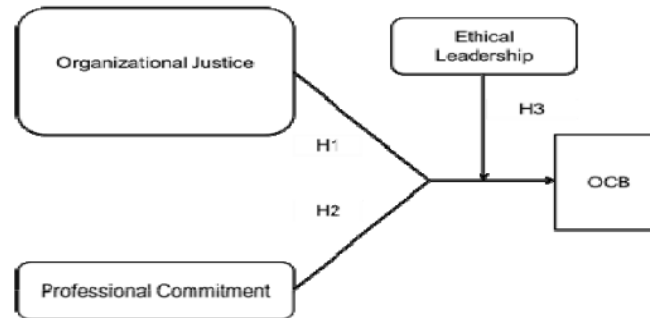 Organizational Justice
Ethical
Leadership
H3
H1
OCB
H2
Professional Commitment